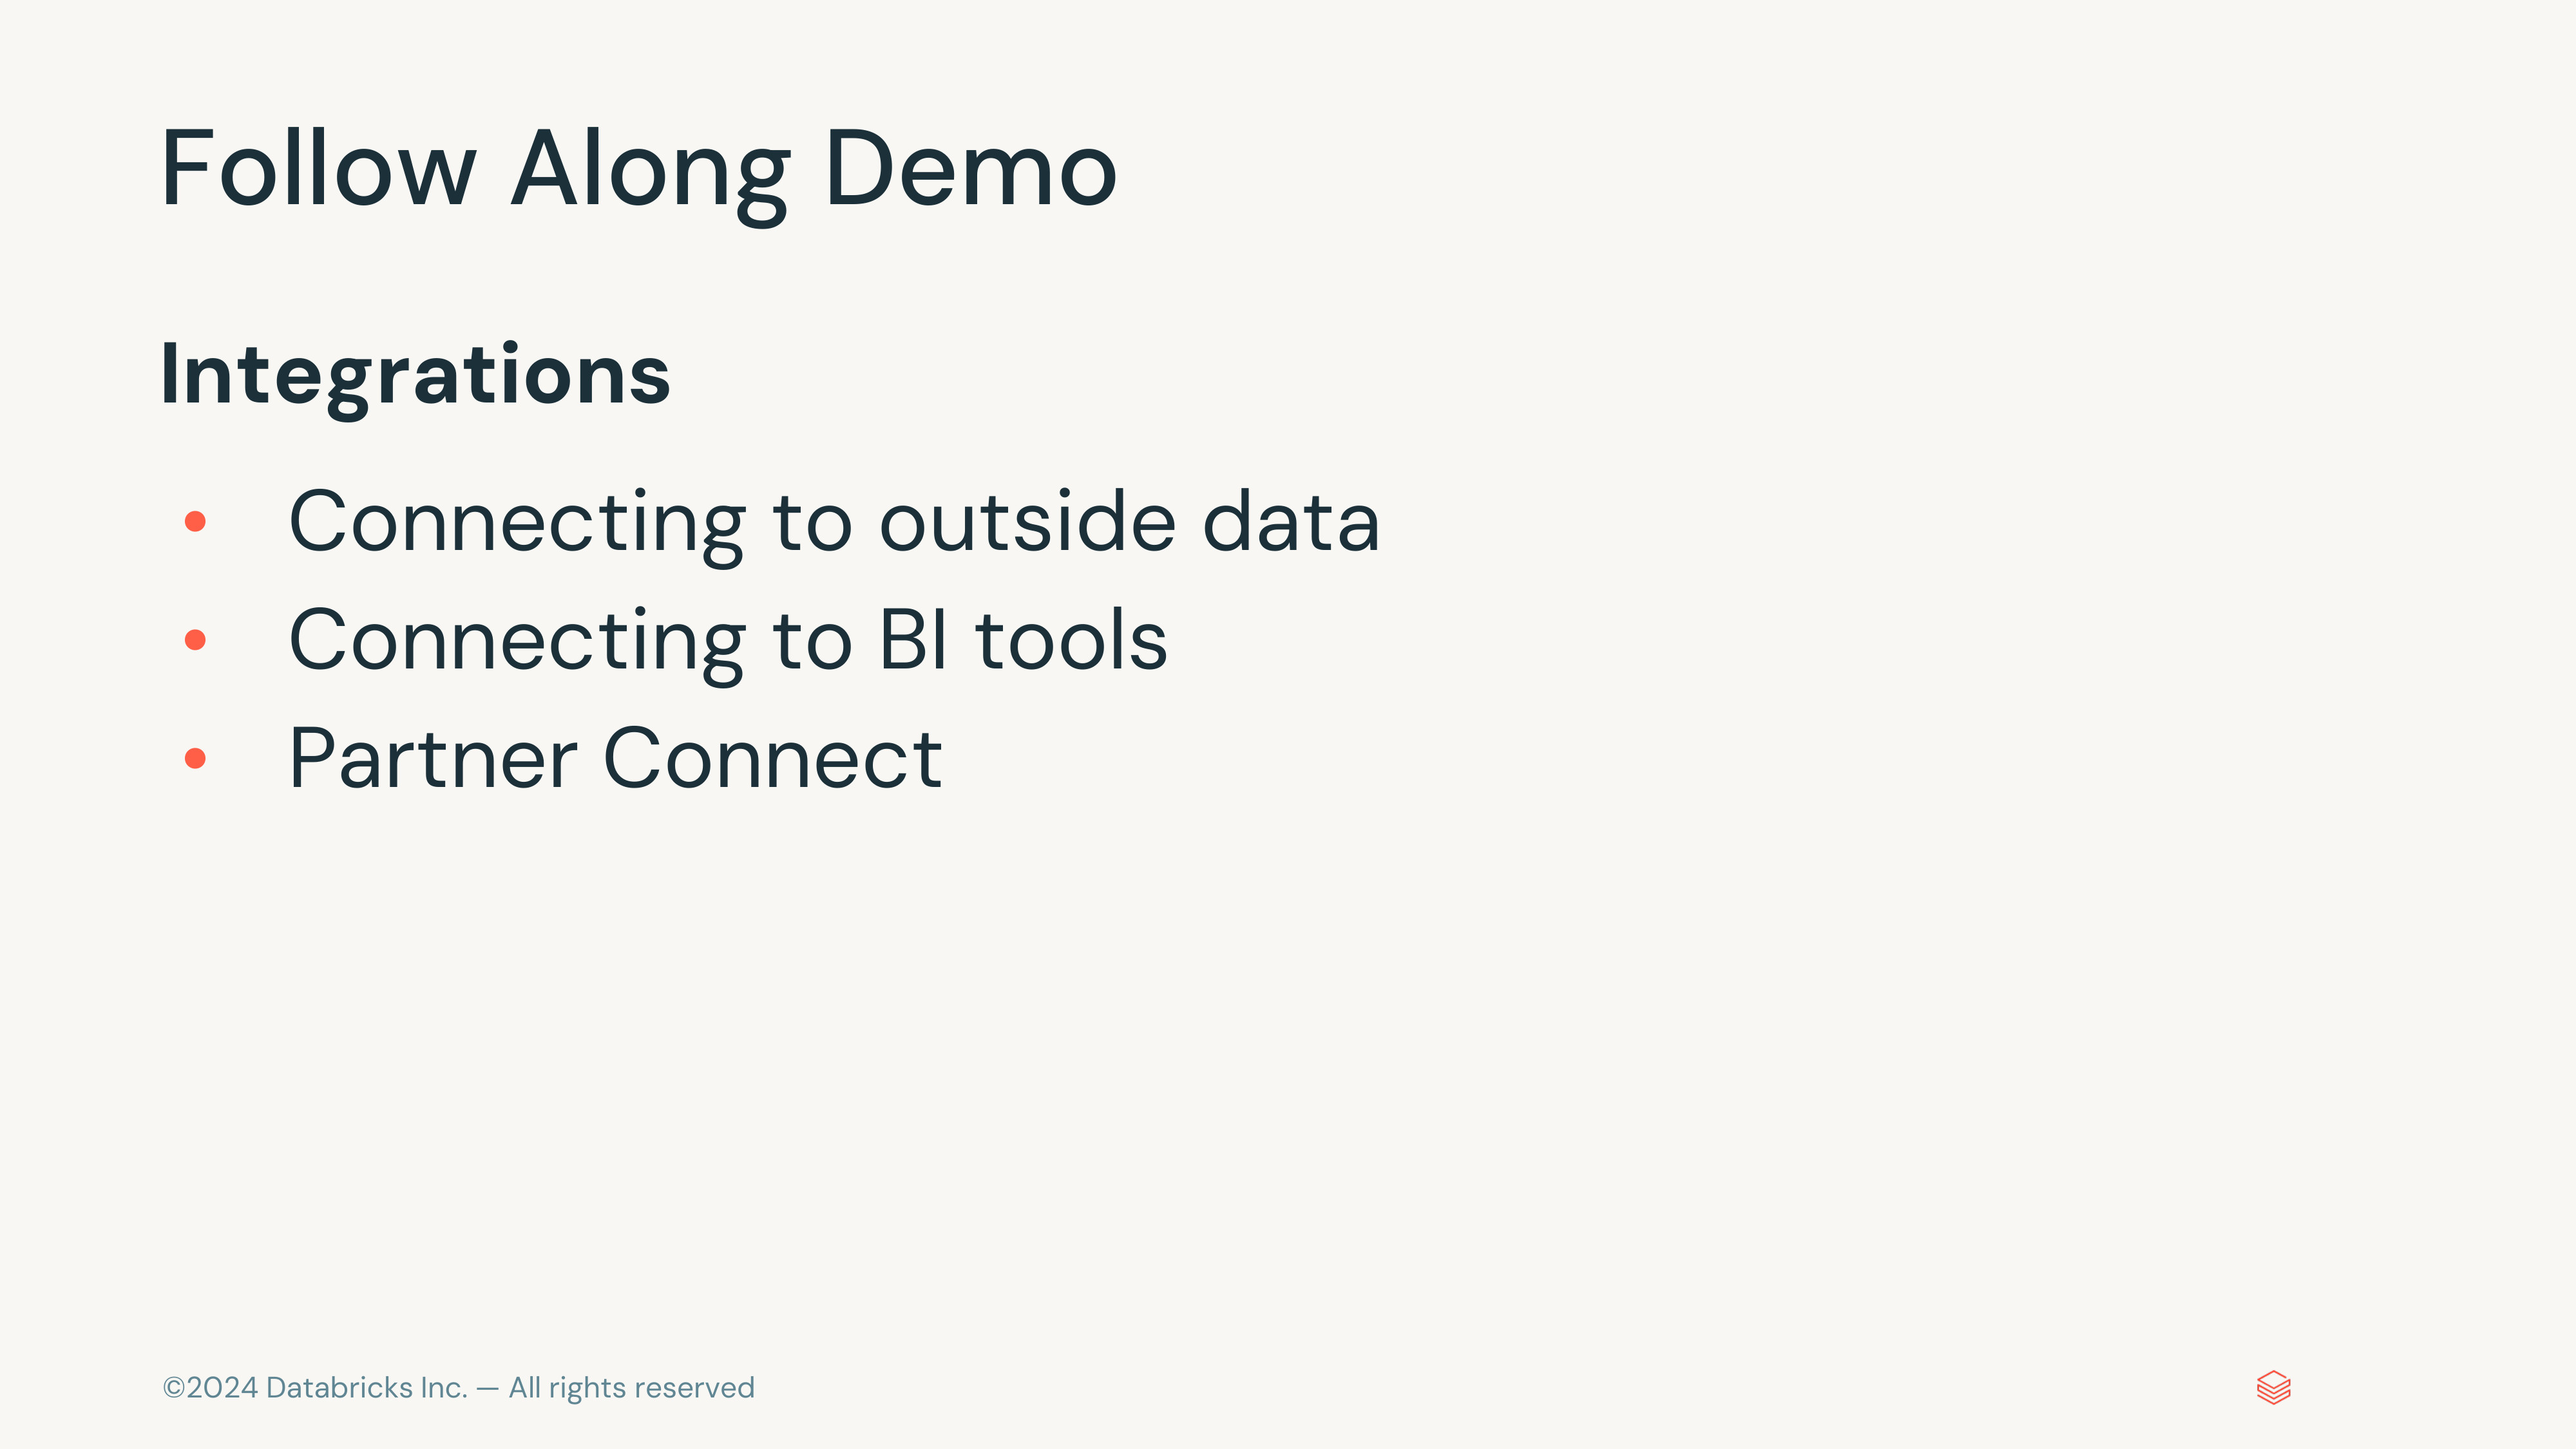 Follow Along Demo
Integrations
• Connecting to outside data
• Connecting to BI tools
• Partner Connect
©2024 Databricks Inc. — All rights reserved